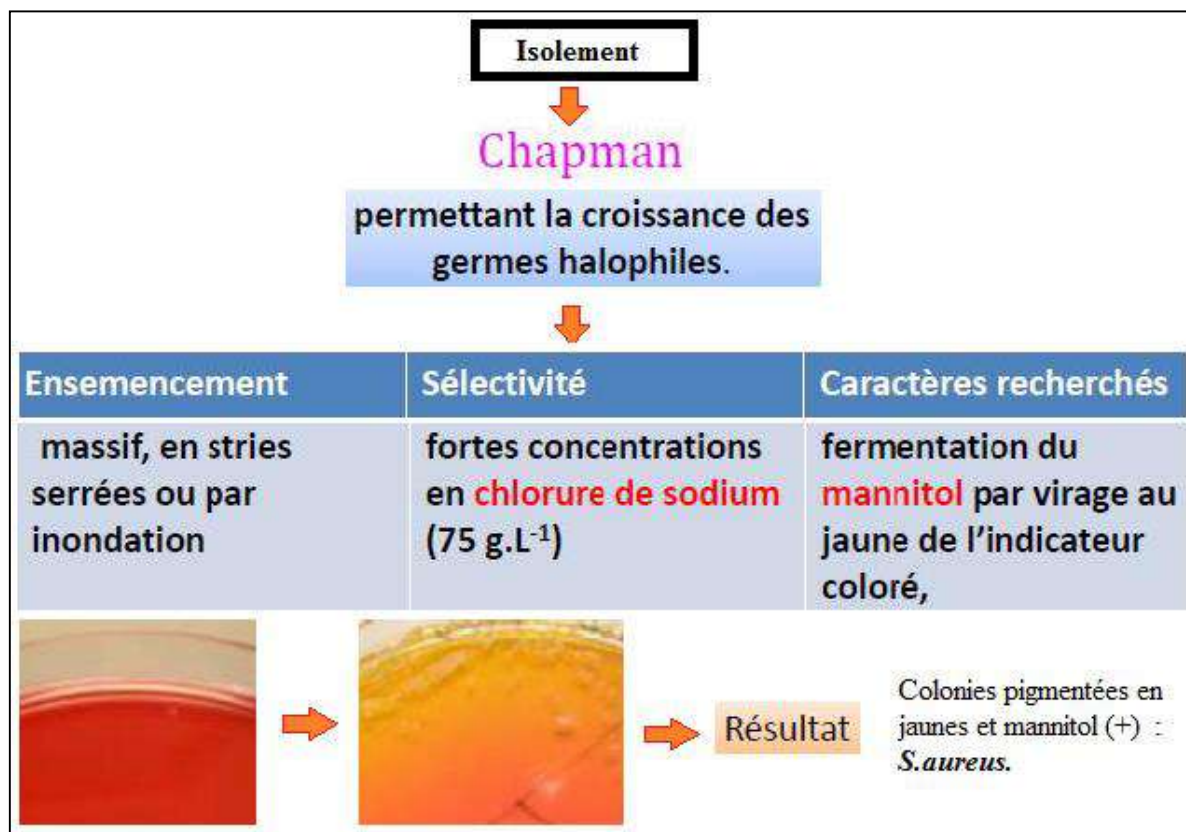 Isolement
Chapman
permettant la croissance des
germes halophiles.
Ensemencement
Sélectivité
Caractères recherchés
massif, en stries
serrées ou par
inondation
fortes concentrations
en chlorure de sodium
(75 g.L⁻¹)
fermentation du
mannitol par virage au
jaune de l’indicateur
coloré,
Résultat
Colonies pigmentées en
jaunes et mannitol (+) :
S.aureus.